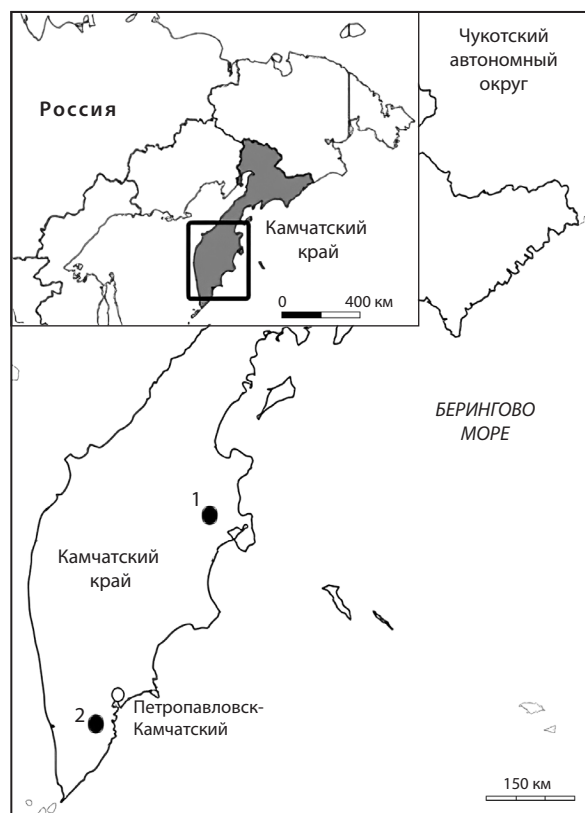 Чукотский
автономный
округ
Россия
Камчатский
край
0 400 км
БЕРИНГОВО
МОРЕ
1
Камчатский
край
2
Петропавловск-
Камчатский
150 км